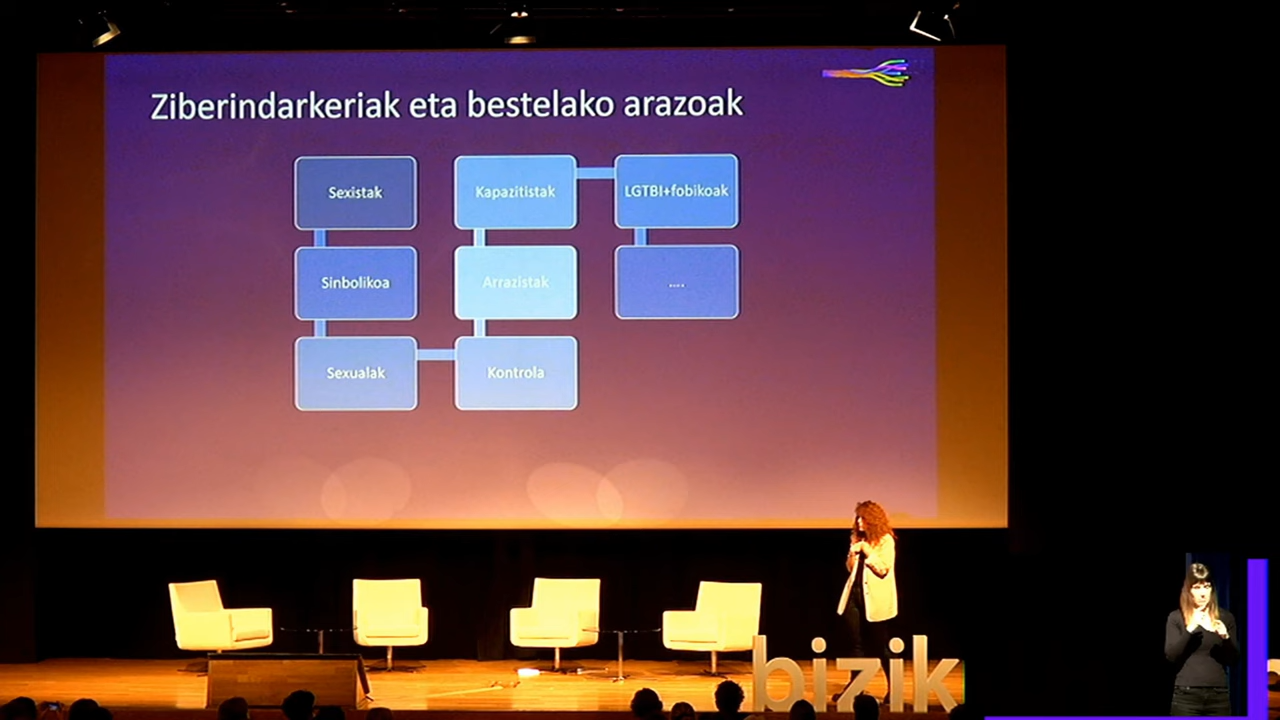 Ziberindarkeriak eta bestelako arazoak
Sexistak
Kapazitistak
LGTBI+fobikoak
Sinbolikoa
Arrazistak
....
Sexualak
Kontrola
bizik